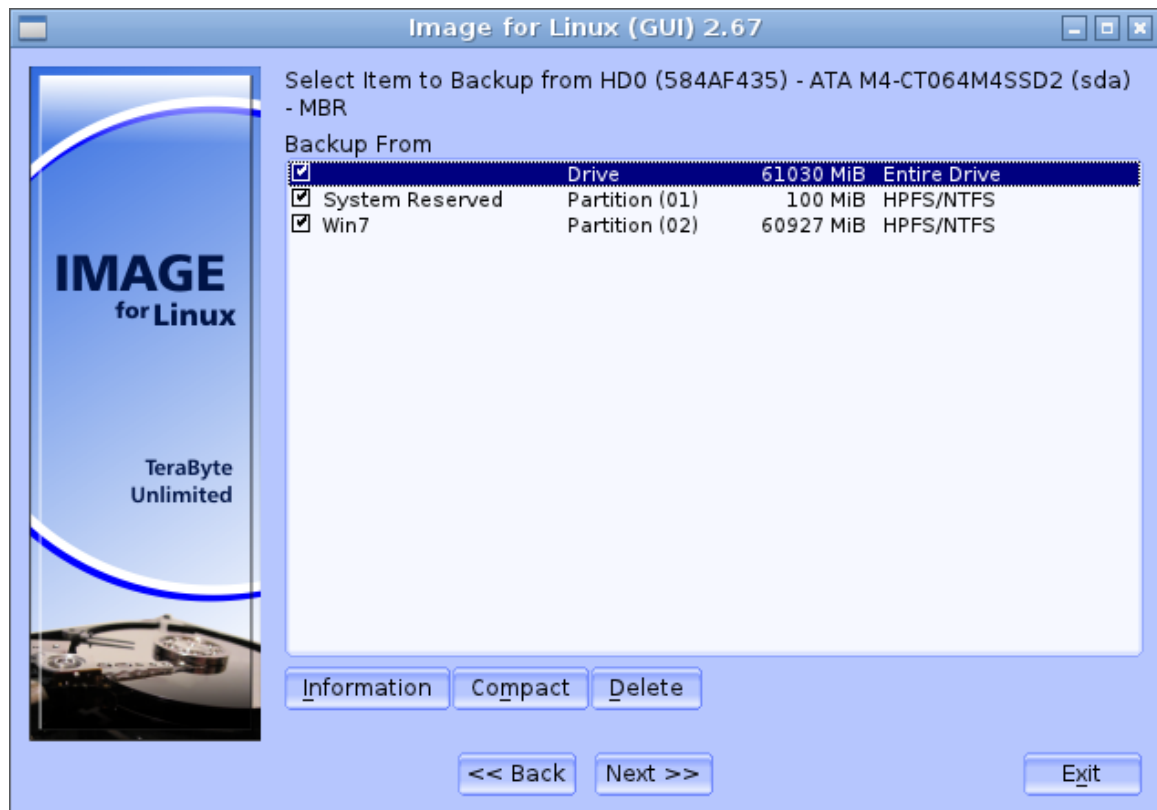 Image for Linux (GUI) 2.67
Select Item to Backup from HD0 (584AF435) - ATA M4-CT064M4SSD2 (sda)
- MBR
Backup From
Drive 61030 MiB Entire Drive
System Reserved Partition (01) 100 MiB HPFS/NTFS
Win7 Partition (02) 60927 MiB HPFS/NTFS
IMAGE
for Linux
TeraByte
Unlimited
Information Compact Delete
<< Back Next >> Exit